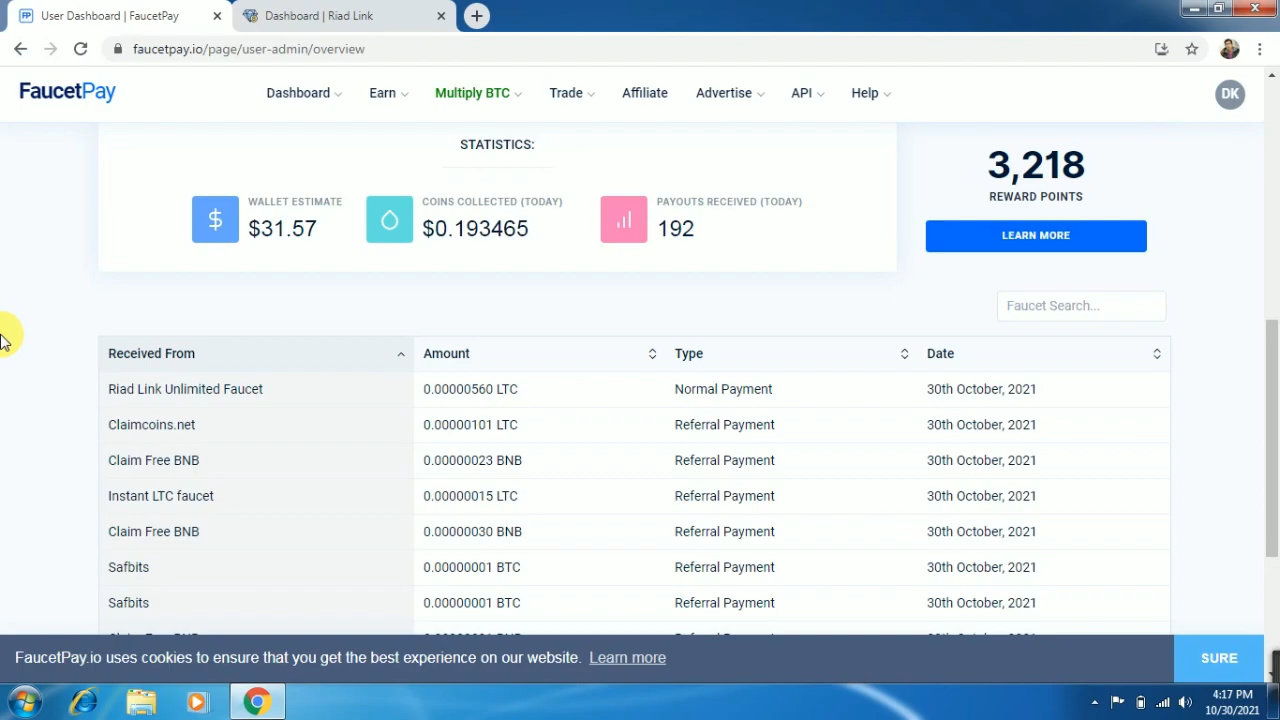 User Dashboard | FaucetPay
Dashboard | Riad Link
faucetpay.io/page/user-admin/overview
FaucetPay
Dashboard Earn Multiply BTC Trade Affiliate Advertise API Help DK
STATISTICS:
3,218
REWARD POINTS
WALLET ESTIMATE
$31.57
COINS COLLECTED (TODAY)
$0.193465
PAYOUTS RECEIVED (TODAY)
192
LEARN MORE
Faucet Search...
Received From Amount Type Date
Riad Link Unlimited Faucet 0.00000560 LTC Normal Payment 30th October, 2021
Claimcoins.net 0.00000101 LTC Referral Payment 30th October, 2021
Claim Free BNB 0.00000023 BNB Referral Payment 30th October, 2021
Instant LTC faucet 0.00000015 LTC Referral Payment 30th October, 2021
Claim Free BNB 0.00000030 BNB Referral Payment 30th October, 2021
Safbits 0.00000001 BTC Referral Payment 30th October, 2021
Safbits 0.00000001 BTC Referral Payment 30th October, 2021
FaucetPay.io uses cookies to ensure that you get the best experience on our website. Learn more
SURE
4:17 PM
10/30/2021